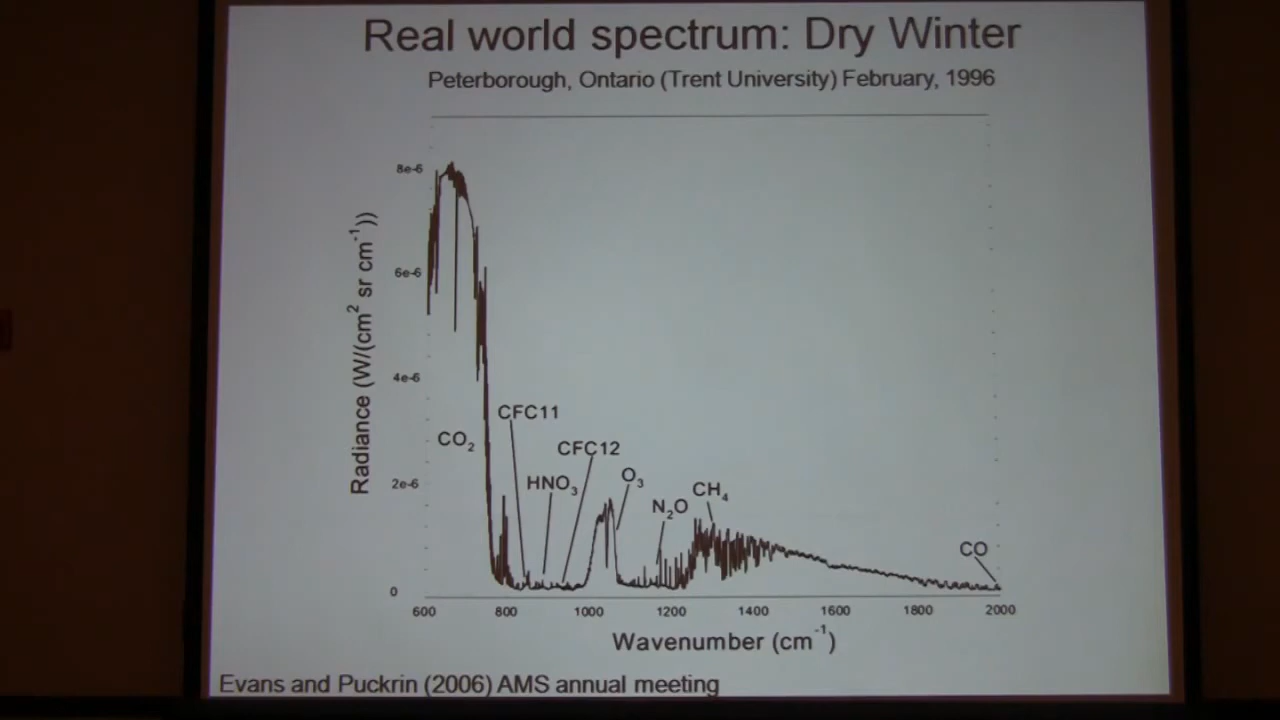 Real world spectrum: Dry Winter
Peterborough, Ontario (Trent University) February, 1996
8e-6
6e-6
4e-6
2e-6
0
Radiance (W/(cm² sr cm⁻¹))
CO₂
CFC11
HNO₃
CFC12
O₃
N₂O
CH₄
CO
600 800 1000 1200 1400 1600 1800 2000
Wavenumber (cm⁻¹)
Evans and Puckrin (2006) AMS annual meeting